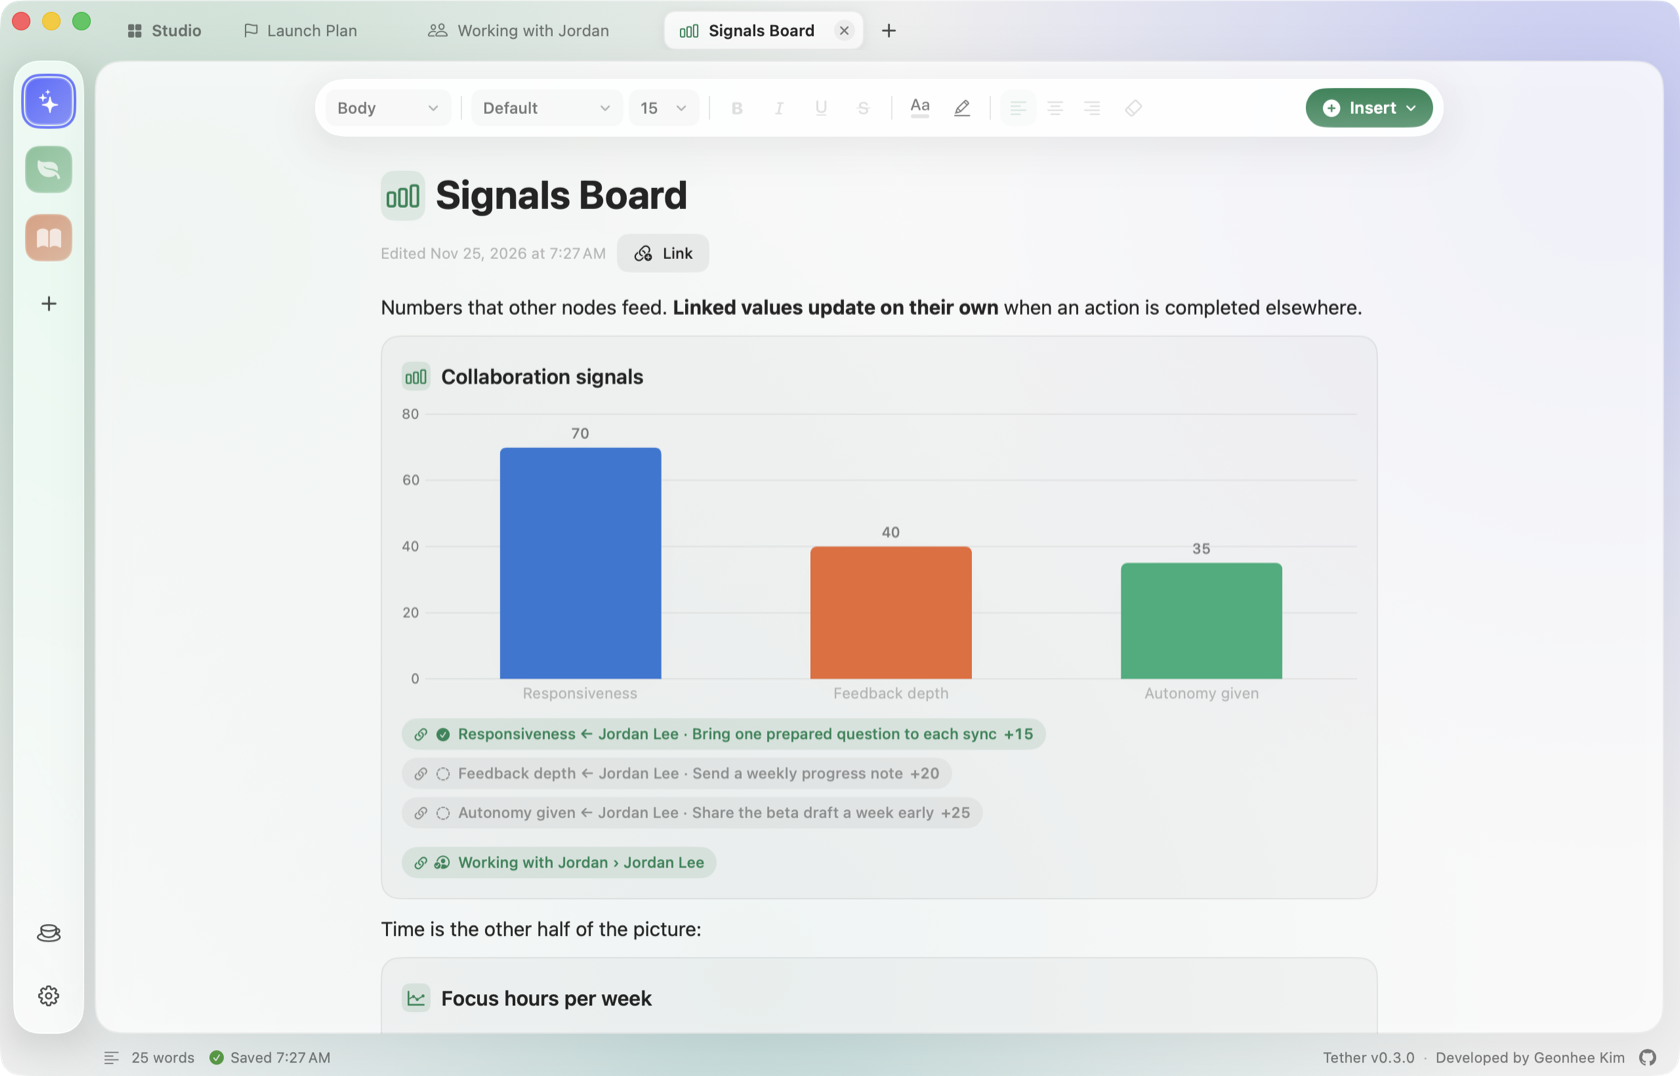 Studio
Launch Plan
Working with Jordan
Signals Board
Body
Default
15
B
I
U
S
Aa
Insert
Signals Board
Edited Nov 25, 2026 at 7:27 AM
Link
Numbers that other nodes feed. Linked values update on their own when an action is completed elsewhere.
Collaboration signals
80
60
40
20
0
70
40
35
Responsiveness
Feedback depth
Autonomy given
Responsiveness ← Jordan Lee · Bring one prepared question to each sync +15
Feedback depth ← Jordan Lee · Send a weekly progress note +20
Autonomy given ← Jordan Lee · Share the beta draft a week early +25
Working with Jordan › Jordan Lee
Time is the other half of the picture:
Focus hours per week
25 words
Saved 7:27 AM
Tether v0.3.0 · Developed by Geonhee Kim